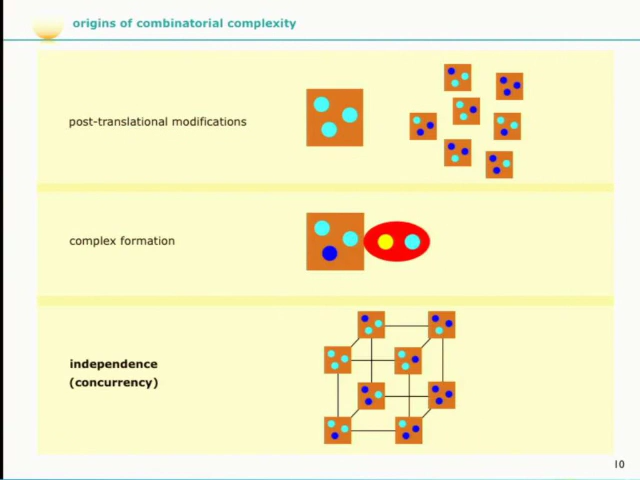 origins of combinatorial complexity
post-translational modifications
complex formation
independence
(concurrency)
10